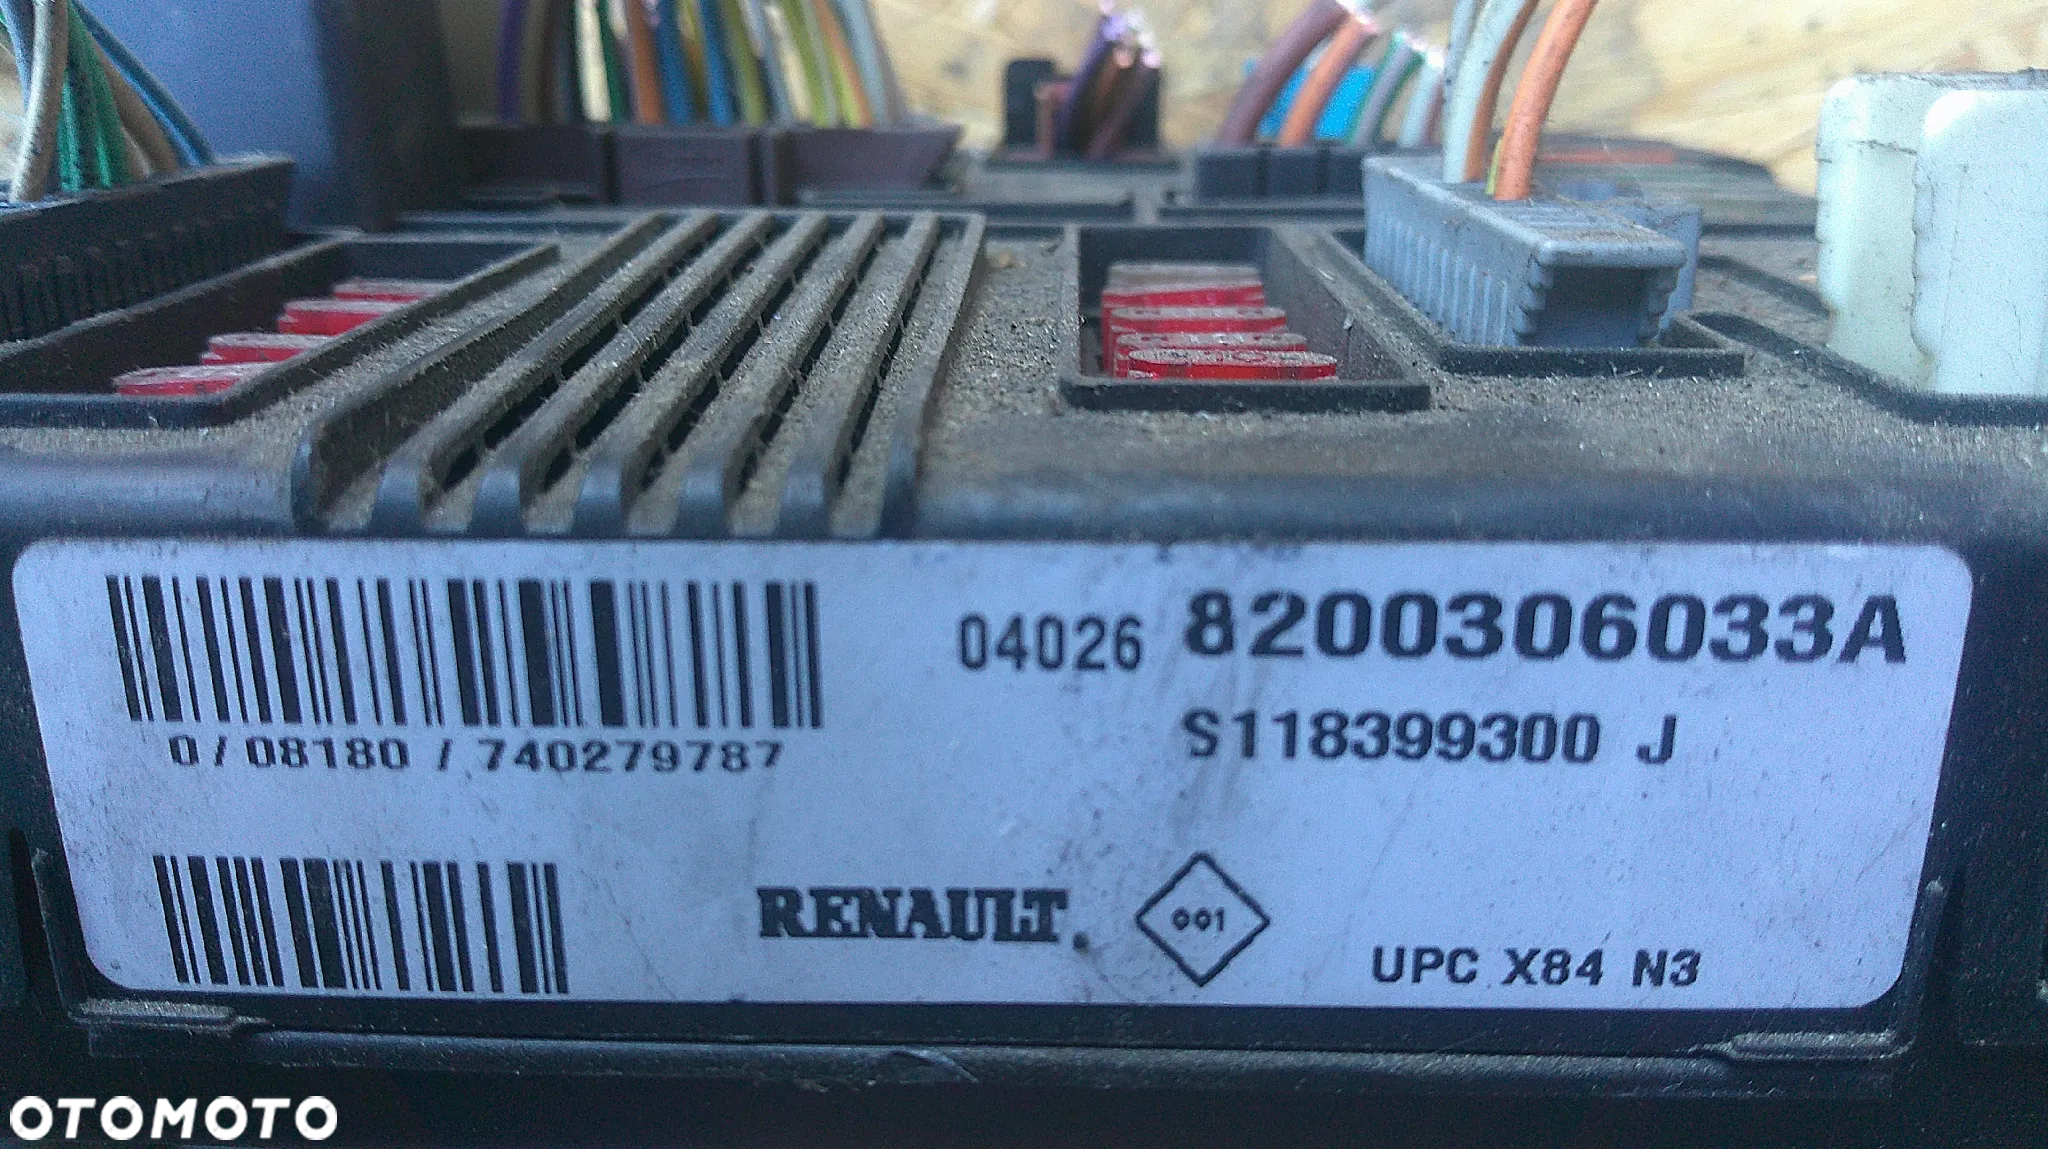 04026 8200306033A
S118399300 J
0 / 08180 / 740279787
RENAULT
001
UPC X84 N3
OTOMOTO